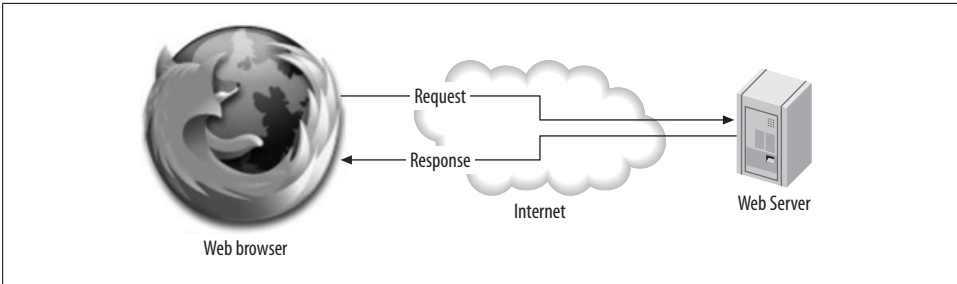 Request
Response
Internet
Web Server
Web browser